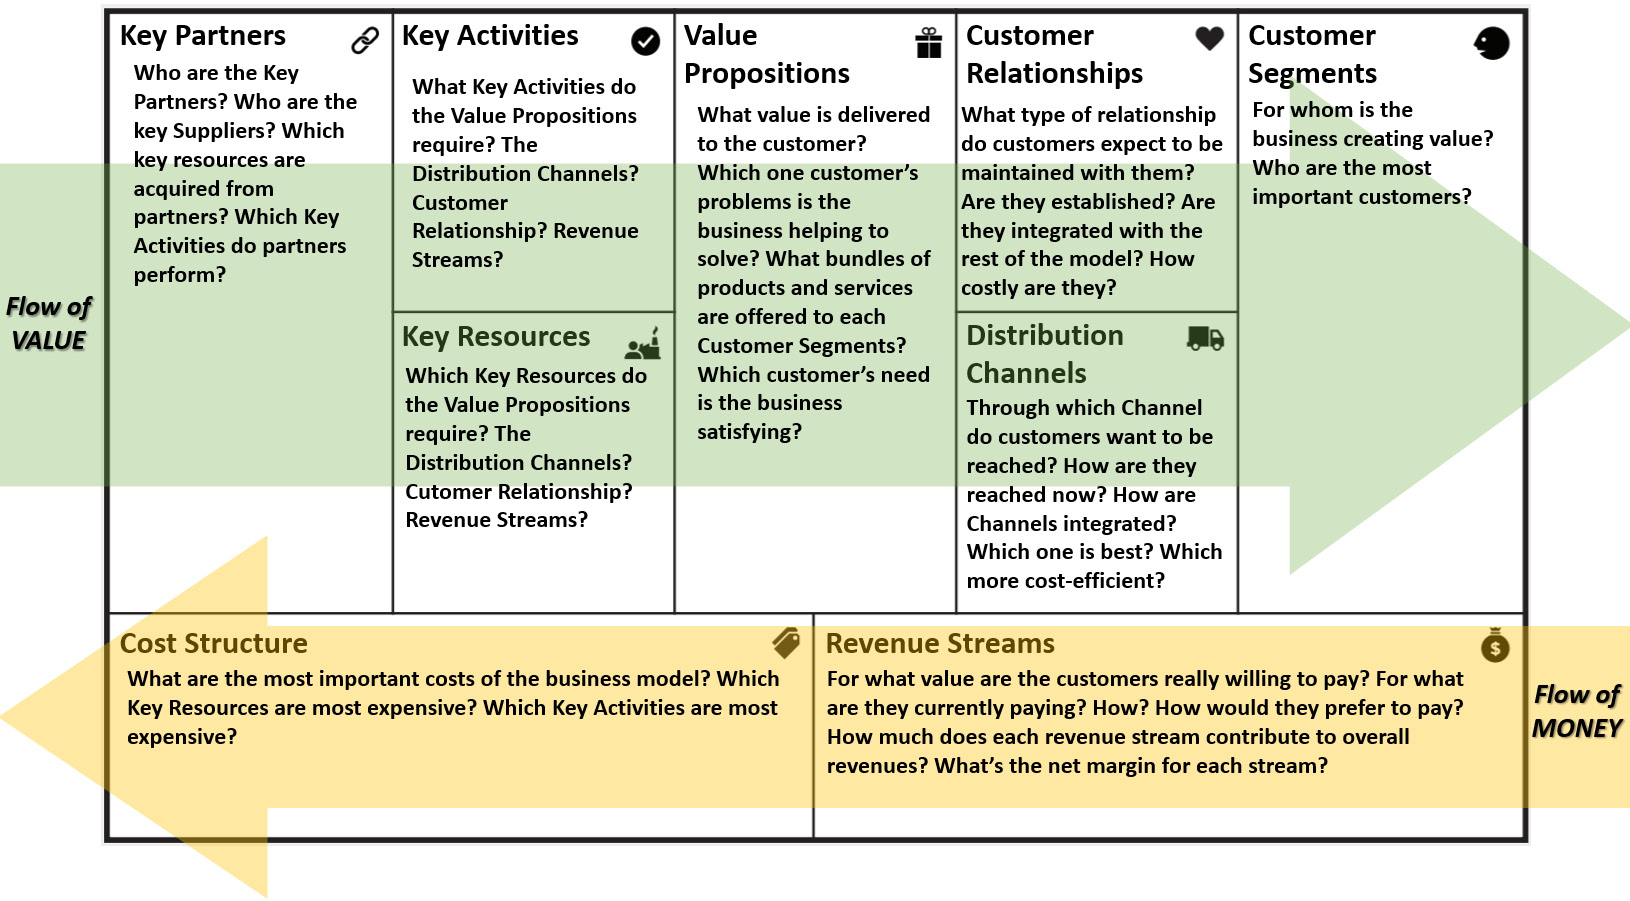 Key Partners
Who are the Key
Partners? Who are the
key Suppliers? Which
key resources are
acquired from
partners? Which Key
Activities do partners
perform?
Key Activities
What Key Activities do
the Value Propositions
require? The
Distribution Channels?
Customer
Relationship? Revenue
Streams?
Key Resources
Which Key Resources do
the Value Propositions
require? The
Distribution Channels?
Cutomer Relationship?
Revenue Streams?
Value
Propositions
What value is delivered
to the customer?
Which one customer’s
problems is the
business helping to
solve? What bundles of
products and services
are offered to each
Customer Segments?
Which customer’s need
is the business
satisfying?
Customer
Relationships
What type of relationship
do customers expect to be
maintained with them?
Are they established? Are
they integrated with the
rest of the model? How
costly are they?
Distribution
Channels
Through which Channel
do customers want to be
reached? How are they
reached now? How are
Channels integrated?
Which one is best? Which
more cost-efficient?
Customer
Segments
For whom is the
business creating value?
Who are the most
important customers?
Flow of
VALUE
Cost Structure
What are the most important costs of the business model? Which
Key Resources are most expensive? Which Key Activities are most
expensive?
Revenue Streams
$
For what value are the customers really willing to pay? For what
are they currently paying? How? How would they prefer to pay?
How much does each revenue stream contribute to overall
revenues? What’s the net margin for each stream?
Flow of
MONEY